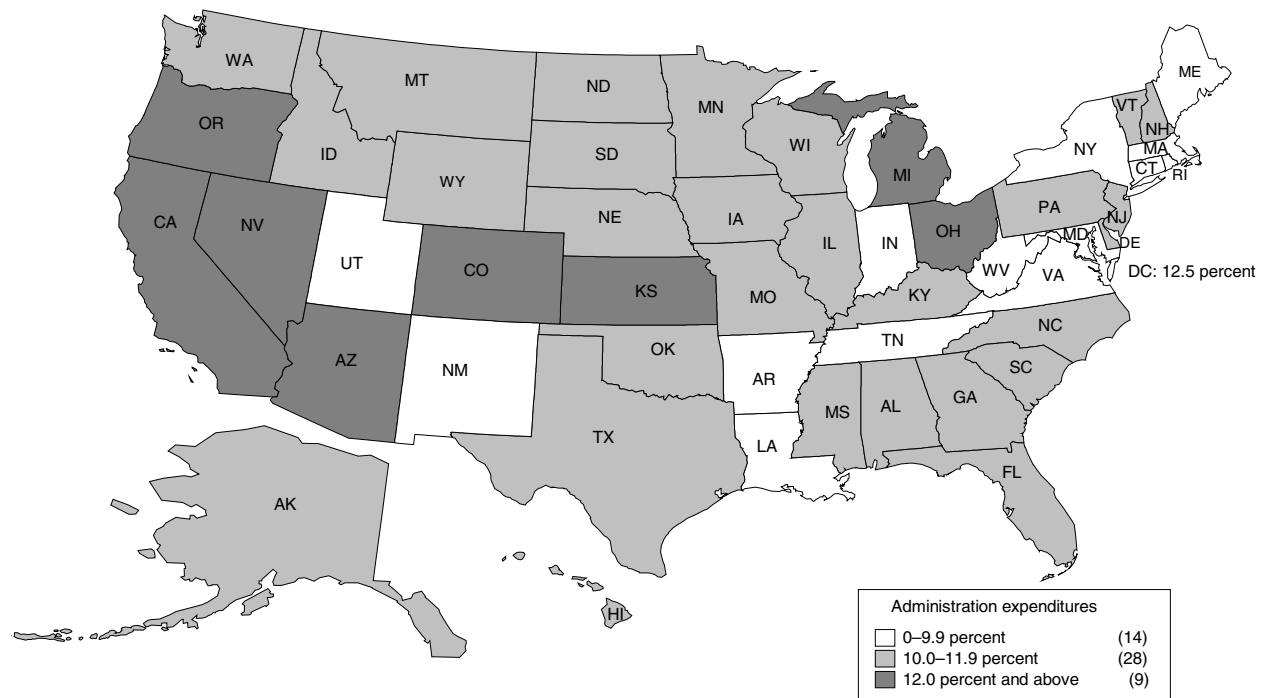 WA
MT
ND
MN
ME
VT
NH
OR
ID
SD
WI
NY
MA
CT
RI
WY
MI
PA
CA
NV
NE
IA
NJ
IL
IN
OH
MD
DE
UT
CO
WV
VA
DC: 12.5 percent
KS
MO
KY
NC
AZ
NM
OK
TN
AR
SC
MS
AL
GA
TX
LA
FL
AK
HI
Administration expenditures
0–9.9 percent (14)
10.0–11.9 percent (28)
12.0 percent and above (9)